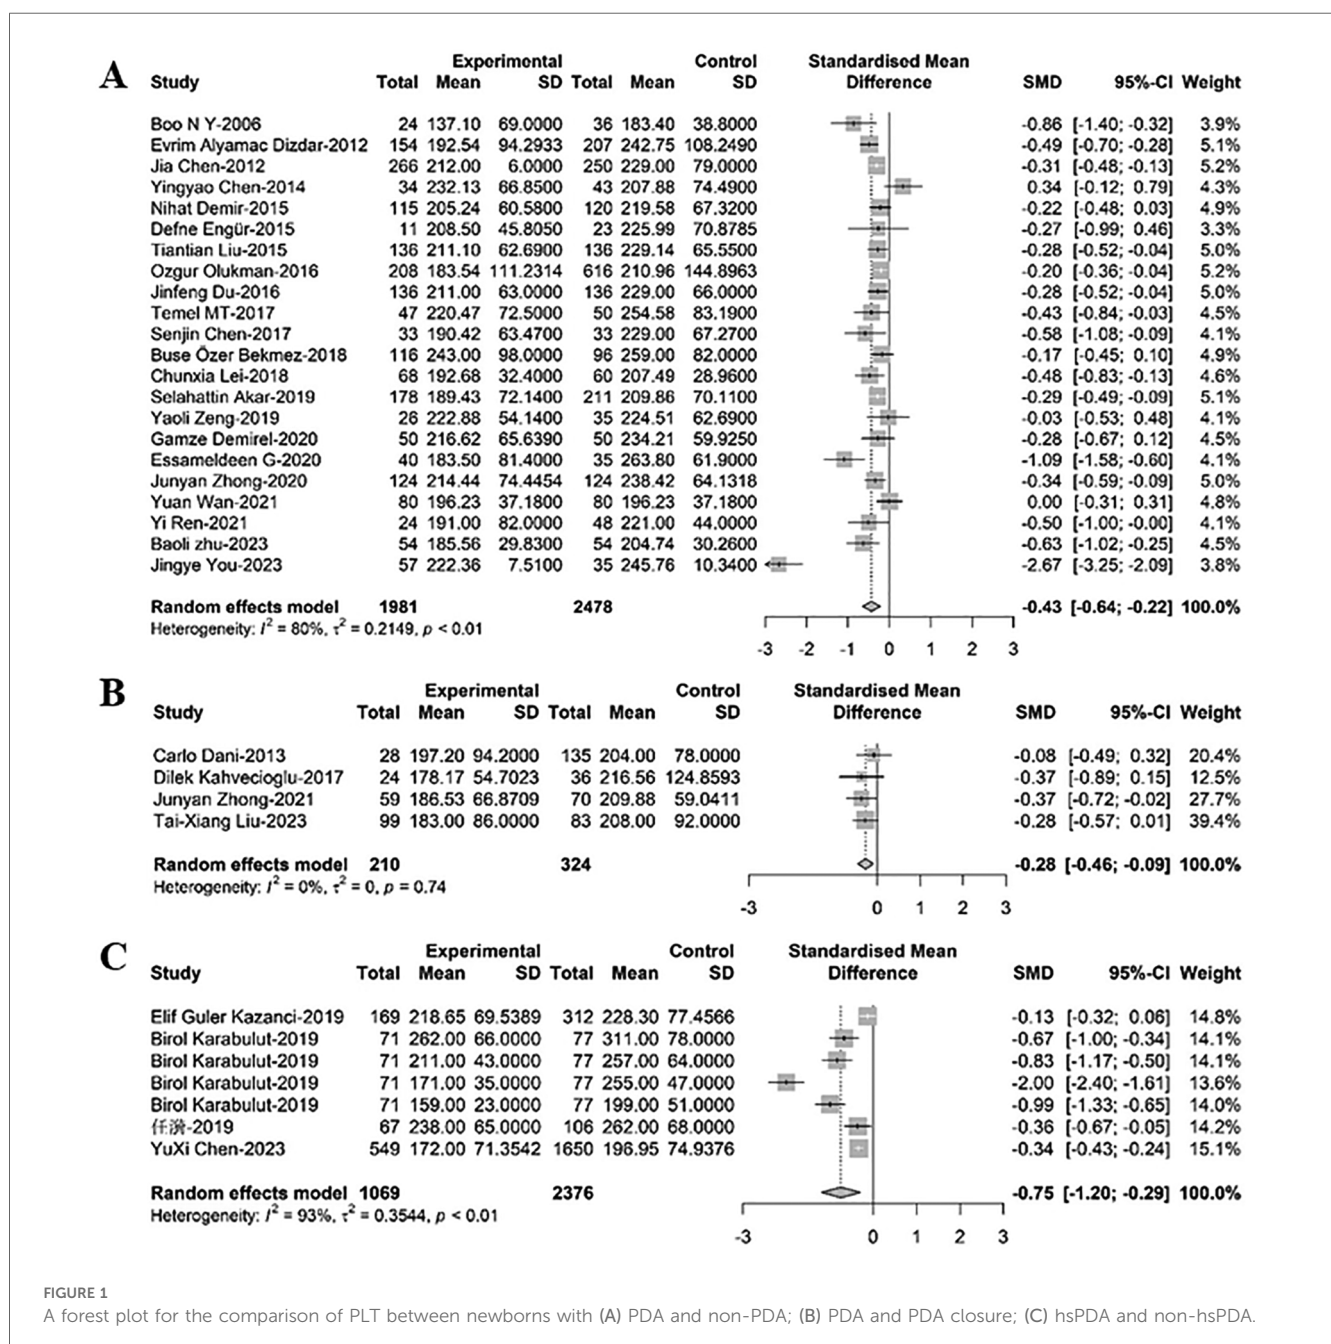 A
Experimental Control Standardised Mean
Study Total Mean SD Total Mean SD Difference SMD 95%-CI Weight
Boo N Y-2006 24 137.10 69.0000 36 183.40 38.8000 -0.86 [-1.40; -0.32] 3.9%
Evrim Alyamac Dizdar-2012 154 192.54 94.2933 207 242.75 108.2490 -0.49 [-0.70; -0.28] 5.1%
Jia Chen-2012 266 212.00 6.0000 250 229.00 79.0000 -0.31 [-0.48; -0.13] 5.2%
Yingyao Chen-2014 34 232.13 66.8500 43 207.88 74.4900 0.34 [-0.12; 0.79] 4.3%
Nihat Demir-2015 115 205.24 60.5800 120 219.58 67.3200 -0.22 [-0.48; 0.03] 4.9%
Defne Engür-2015 11 208.50 45.8050 23 225.99 70.8785 -0.27 [-0.99; 0.46] 3.3%
Tiantian Liu-2015 136 211.10 62.6900 136 229.14 65.5500 -0.28 [-0.52; -0.04] 5.0%
Ozgur Olukman-2016 208 183.54 111.2314 616 210.96 144.8963 -0.20 [-0.36; -0.04] 5.2%
Jinfeng Du-2016 136 211.00 63.0000 136 229.00 66.0000 -0.28 [-0.52; -0.04] 5.0%
Temel MT-2017 47 220.47 72.5000 50 254.58 83.1900 -0.43 [-0.84; -0.03] 4.5%
Senjin Chen-2017 33 190.42 63.4700 33 229.00 67.2700 -0.58 [-1.08; -0.09] 4.1%
Buse Özer Bekmez-2018 116 243.00 98.0000 96 259.00 82.0000 -0.17 [-0.45; 0.10] 4.9%
Chunxia Lei-2018 68 192.68 32.4000 60 207.49 28.9600 -0.48 [-0.83; -0.13] 4.6%
Selahattin Akar-2019 178 189.43 72.1400 211 209.86 70.1100 -0.29 [-0.49; -0.09] 5.1%
Yaoli Zeng-2019 26 222.88 54.1400 35 224.51 62.6900 -0.03 [-0.53; 0.48] 4.1%
Gamze Demirel-2020 50 216.62 65.6390 50 234.21 59.9250 -0.28 [-0.67; 0.12] 4.5%
Essameldeen G-2020 40 183.50 81.4000 35 263.80 61.9000 -1.09 [-1.58; -0.60] 4.1%
Junyan Zhong-2020 124 214.44 74.4454 124 238.42 64.1318 -0.34 [-0.59; -0.09] 5.0%
Yuan Wan-2021 80 196.23 37.1800 80 196.23 37.1800 0.00 [-0.31; 0.31] 4.8%
Yi Ren-2021 24 191.00 82.0000 48 221.00 44.0000 -0.50 [-1.00; -0.00] 4.1%
Baoli zhu-2023 54 185.56 29.8300 54 204.74 30.2600 -0.63 [-1.02; -0.25] 4.5%
Jingye You-2023 57 222.36 7.5100 35 245.76 10.3400 -2.67 [-3.25; -2.09] 3.8%
Random effects model 1981 2478 -0.43 [-0.64; -0.22] 100.0%
Heterogeneity: I² = 80%, τ² = 0.2149, p < 0.01
-3 -2 -1 0 1 2 3
B
Experimental Control Standardised Mean
Study Total Mean SD Total Mean SD Difference SMD 95%-CI Weight
Carlo Dani-2013 28 197.20 94.2000 135 204.00 78.0000 -0.08 [-0.49; 0.32] 20.4%
Dilek Kahvecioglu-2017 24 178.17 54.7023 36 216.56 124.8593 -0.37 [-0.89; 0.15] 12.5%
Junyan Zhong-2021 59 186.53 66.8709 70 209.88 59.0411 -0.37 [-0.72; -0.02] 27.7%
Tai-Xiang Liu-2023 99 183.00 86.0000 83 208.00 92.0000 -0.28 [-0.57; 0.01] 39.4%
Random effects model 210 324 -0.28 [-0.46; -0.09] 100.0%
Heterogeneity: I² = 0%, τ² = 0, p = 0.74
-3 0 1 2 3
C
Experimental Control Standardised Mean
Study Total Mean SD Total Mean SD Difference SMD 95%-CI Weight
Elif Guler Kazanci-2019 169 218.65 69.5389 312 228.30 77.4566 -0.13 [-0.32; 0.06] 14.8%
Birol Karabulut-2019 71 262.00 66.0000 77 311.00 78.0000 -0.67 [-1.00; -0.34] 14.1%
Birol Karabulut-2019 71 211.00 43.0000 77 257.00 64.0000 -0.83 [-1.17; -0.50] 14.1%
Birol Karabulut-2019 71 171.00 35.0000 77 255.00 47.0000 -2.00 [-2.40; -1.61] 13.6%
Birol Karabulut-2019 71 159.00 23.0000 77 199.00 51.0000 -0.99 [-1.33; -0.65] 14.0%
67 238.00 65.0000 106 262.00 68.0000 -0.36 [-0.67; -0.05] 14.2%
YuXi Chen-2023 549 172.00 71.3542 1650 196.95 74.9376 -0.34 [-0.43; -0.24] 15.1%
Random effects model 1069 2376 -0.75 [-1.20; -0.29] 100.0%
Heterogeneity: I² = 93%, τ² = 0.3544, p < 0.01
-3 0 1 2 3
FIGURE 1
A forest plot for the comparison of PLT between newborns with (A) PDA and non-PDA; (B) PDA and PDA closure; (C) hsPDA and non-hsPDA.